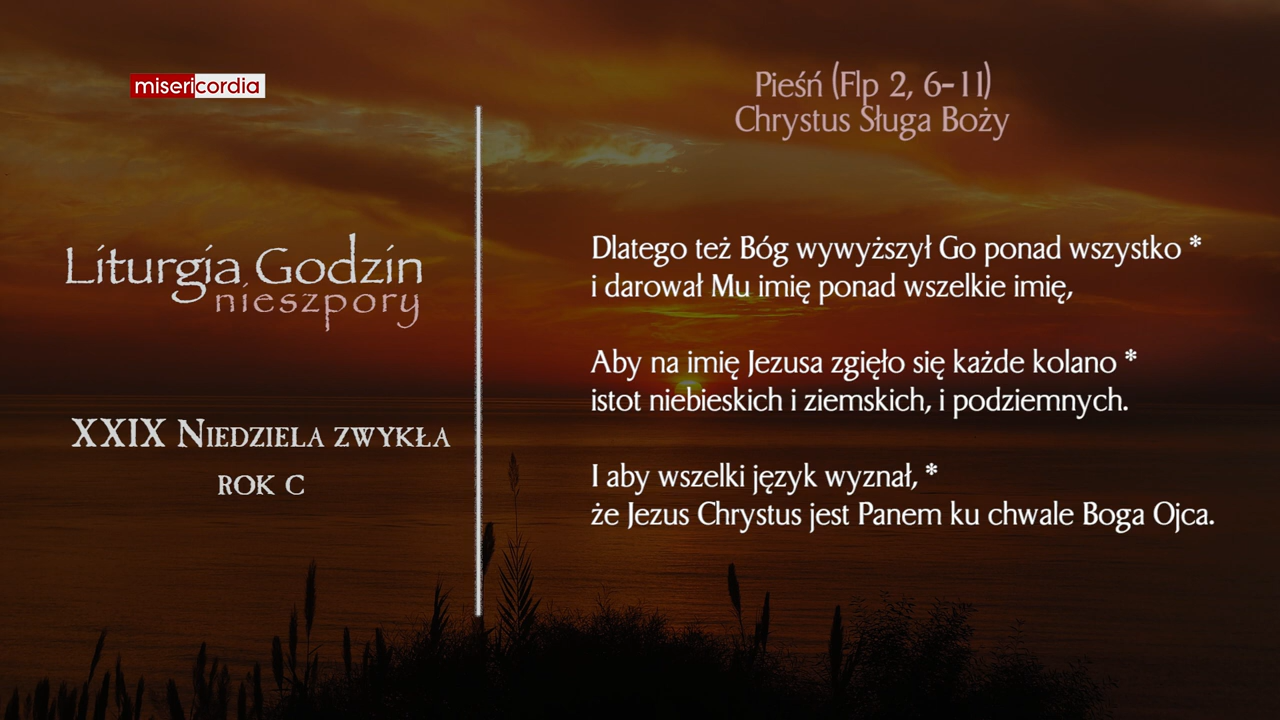 misericordia
Liturgia Godzin
nieszpory
XXIX Niedziela zwykła
rok C
Pieśń (Flp 2, 6-11)
Chrystus Sługa Boży
Dlatego też Bóg wywyższył Go ponad wszystko *
i darował Mu imię ponad wszelkie imię,
Aby na imię Jezusa zgięło się każde kolano *
istot niebieskich i ziemskich, i podziemnych.
I aby wszelki język wyznał, *
że Jezus Chrystus jest Panem ku chwale Boga Ojca.